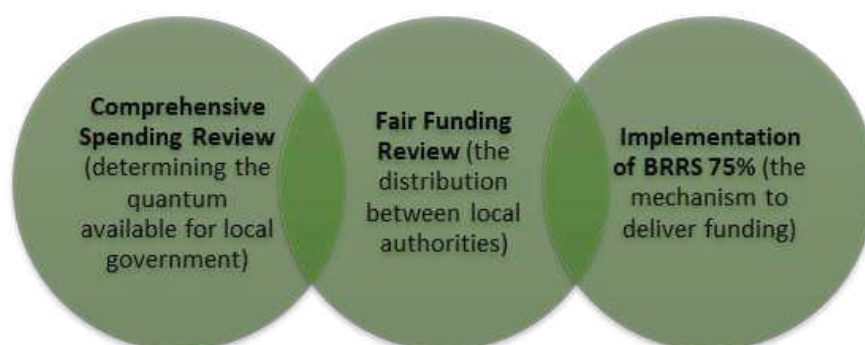 Comprehensive
Spending Review
(determining the
quantum
available for local
government)
Fair Funding
Review (the
distribution
between local
authorities)
Implementation
of BRRS 75% (the
mechanism to
deliver funding)